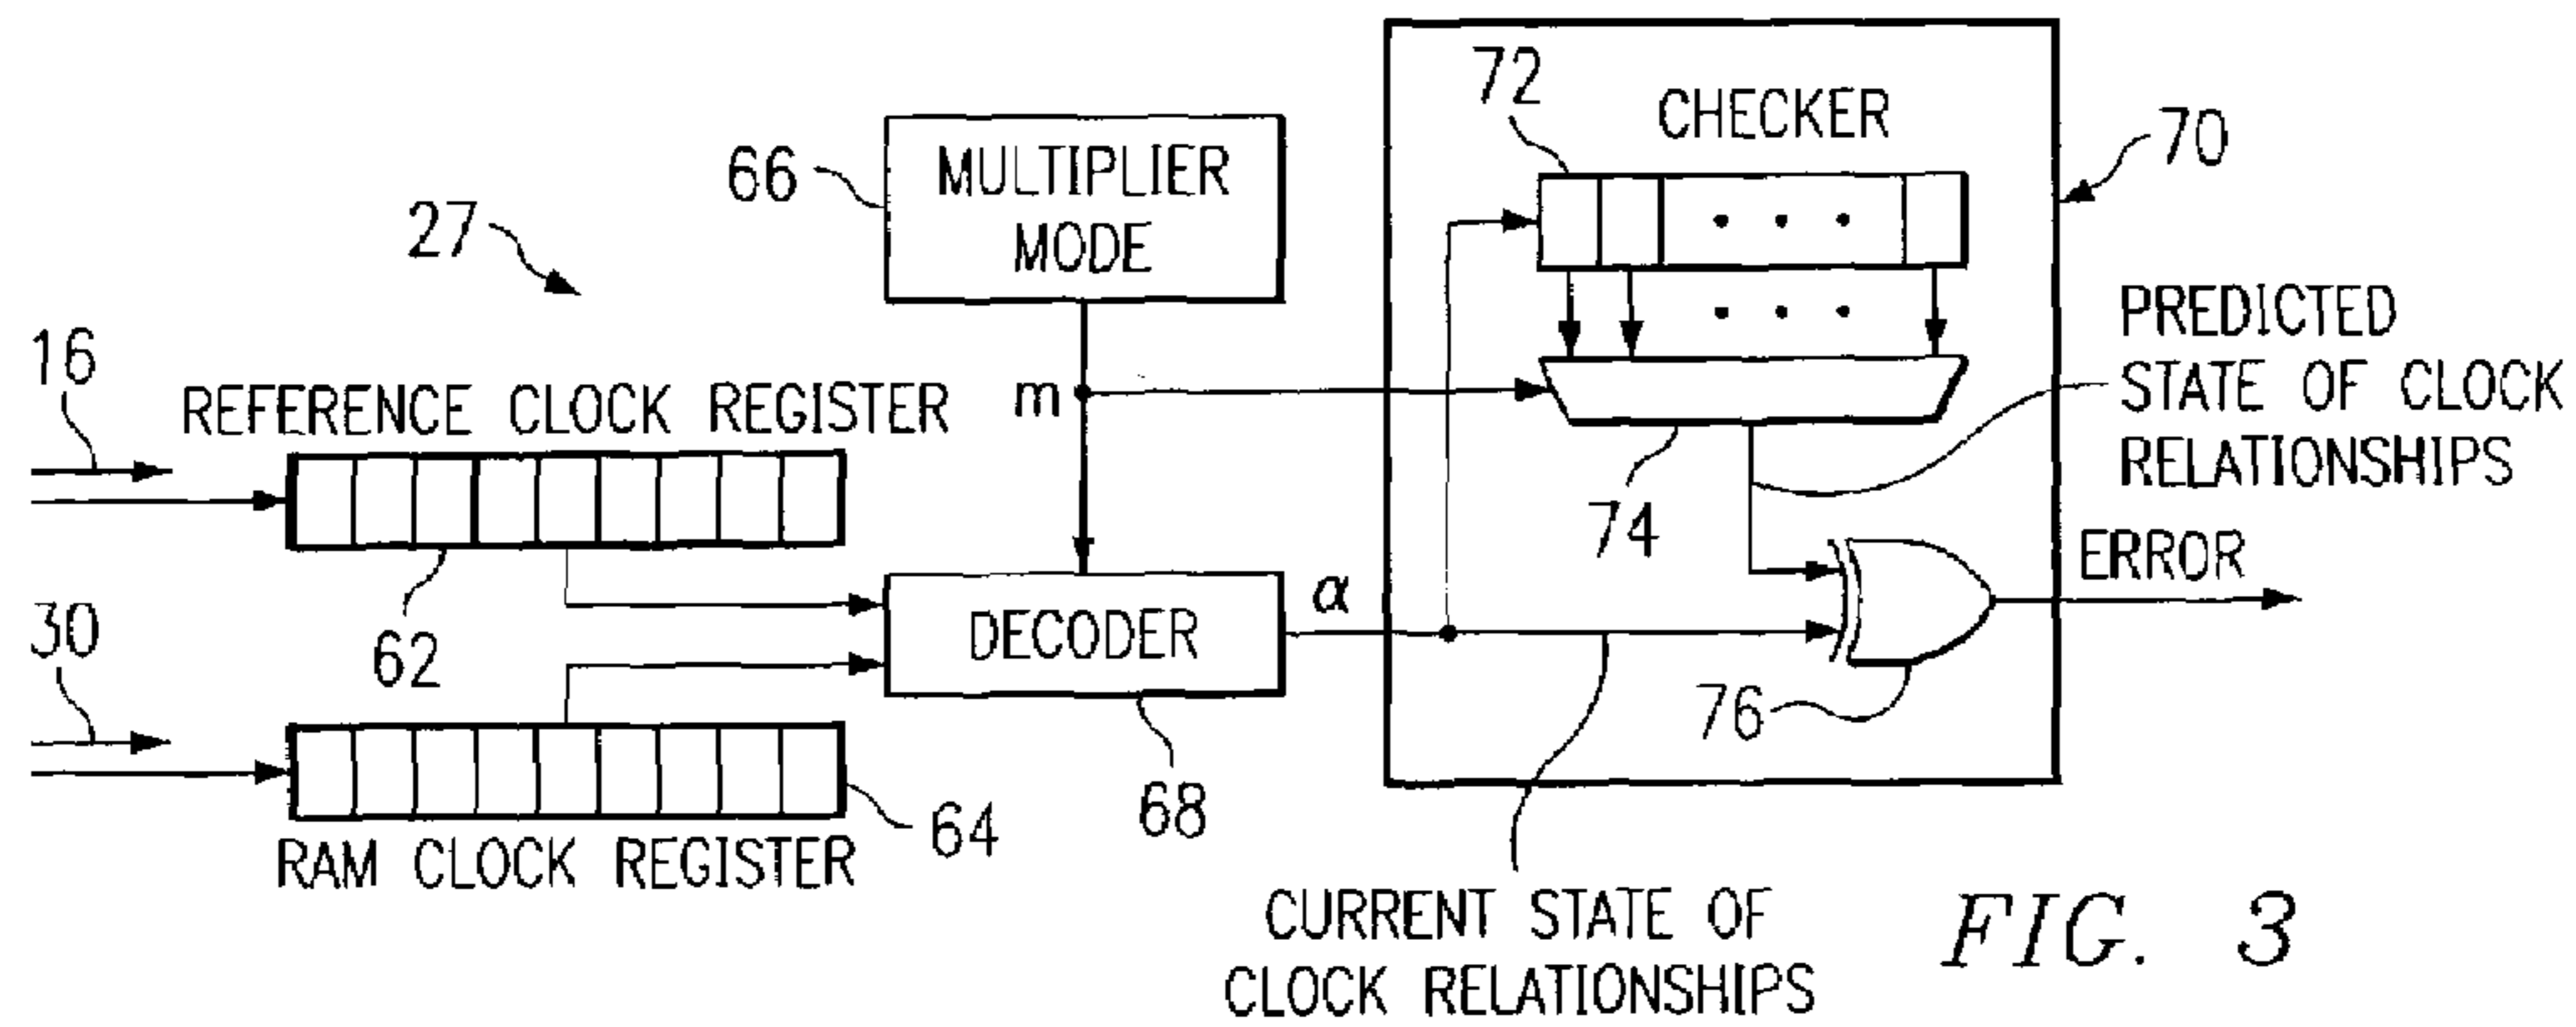 72
CHECKER
70
66
MULTIPLIER
MODE
27
PREDICTED
STATE OF CLOCK
RELATIONSHIPS
16
REFERENCE CLOCK REGISTER
m
74
ERROR
62
30
DECODER
α
76
68
64
RAM CLOCK REGISTER
CURRENT STATE OF
CLOCK RELATIONSHIPS
FIG. 3